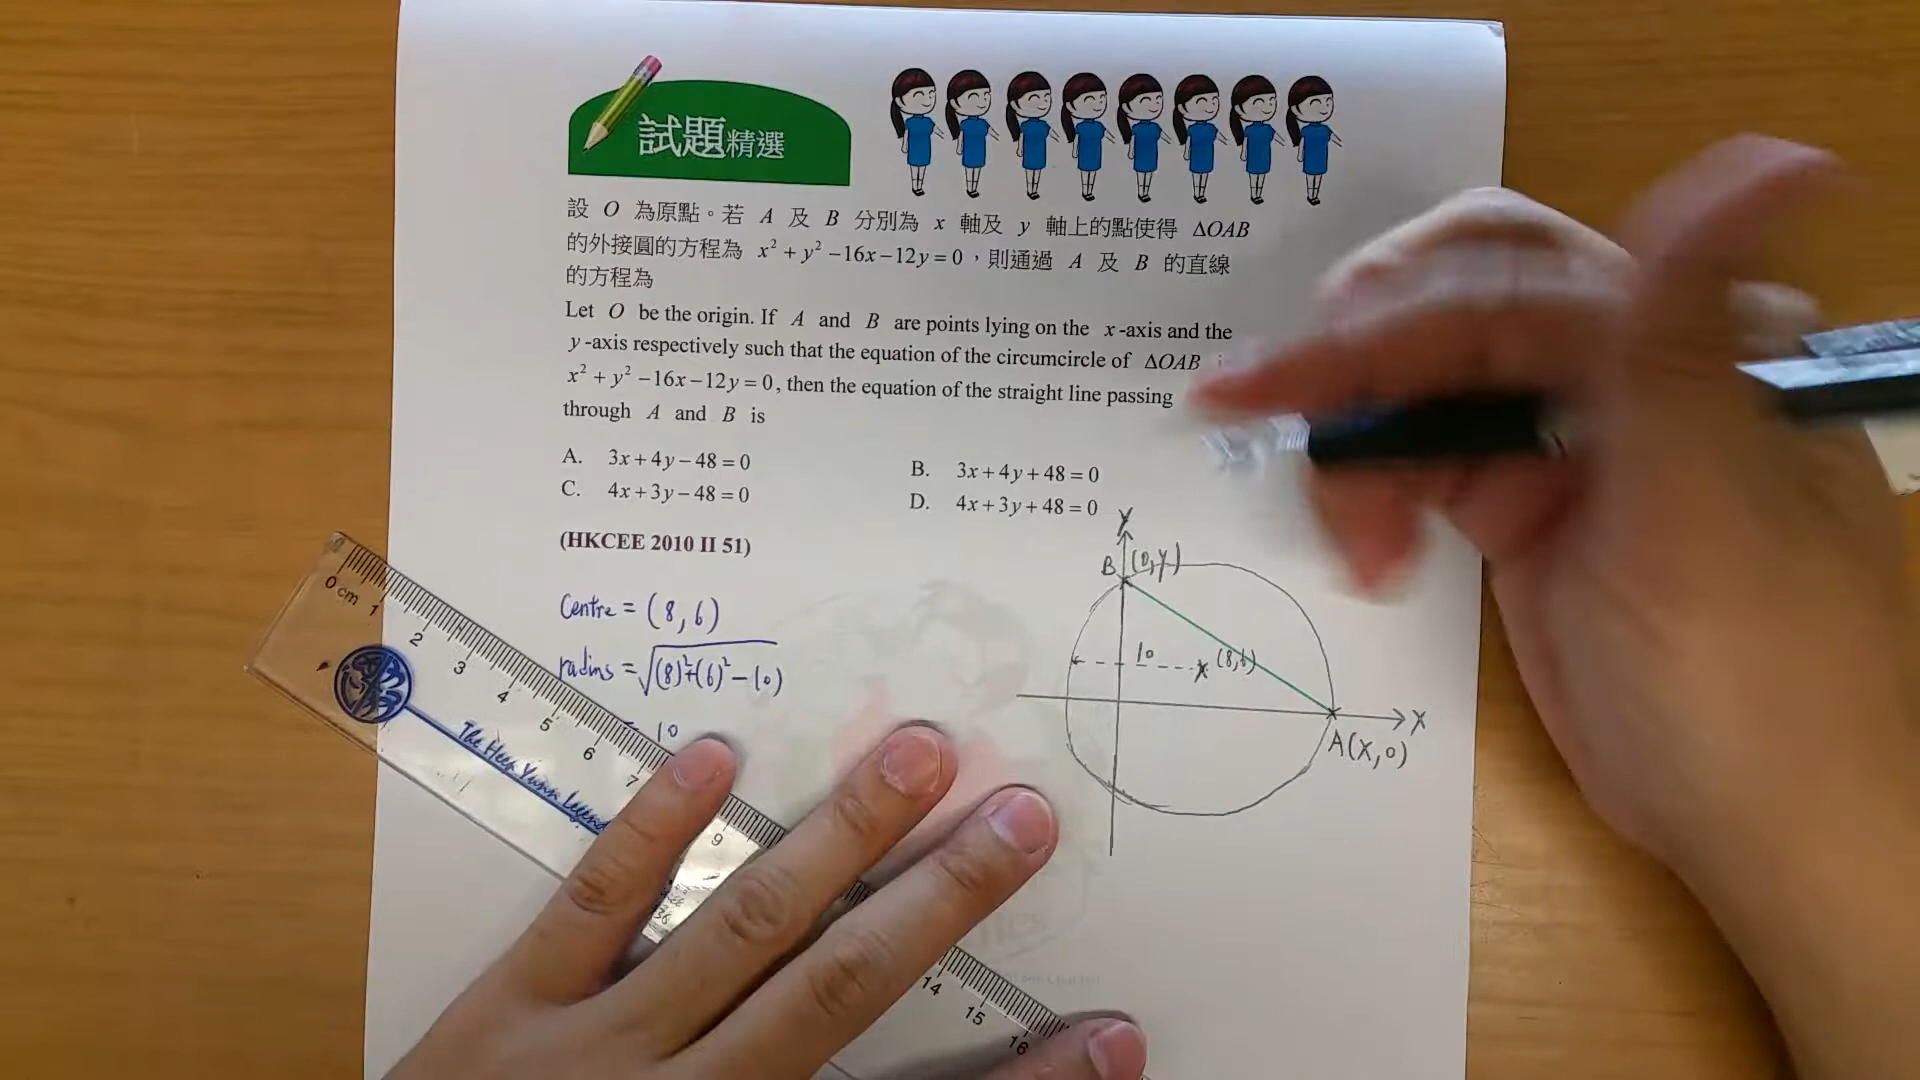 試題精選
設 O 為原點。若 A 及 B 分別為 x 軸及 y 軸上的點使得 ΔOAB
的外接圓的方程為 x² + y² −16x−12y = 0，則通過 A 及 B 的直線
的方程為
Let O be the origin. If A and B are points lying on the x-axis and the
y-axis respectively such that the equation of the circumcircle of ΔOAB
x² + y² −16x−12y = 0, then the equation of the straight line passing
through A and B is
A. 3x+4y−48=0 B. 3x+4y+48=0
C. 4x+3y−48=0 D. 4x+3y+48=0
(HKCEE 2010 II 51)
Centre = (8,6)
radius = √(8)²+(6)²−(0)
10
Y
B (0,y)
10 (8,6)
X
A(x,0)
0 cm 1 2 3 4 5 6 7 9 14 15 16
The Heep Yunn Legend